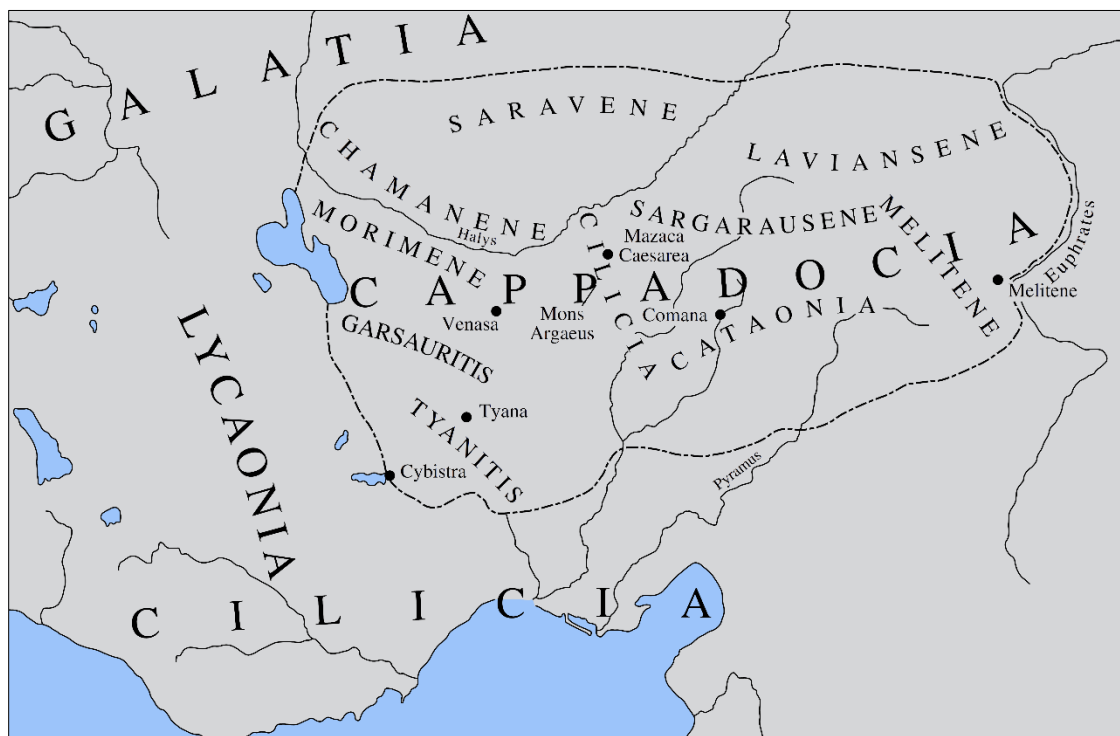 GALATIA
SARAVENE
CHAMANENE
LAVIANSENE
MORIMENE
Halys
CILICIA
SARGARAUSENE
MELITENE
Mazaca
Caesarea
Euphrates
CAPPADOCIA
Melitene
Venasa
Mons
Argaeus
Comana
CATAONIA
GARSAURITIS
LYCAONIA
Tyana
TYANITIS
Cybistra
Pyramus
CILICIA